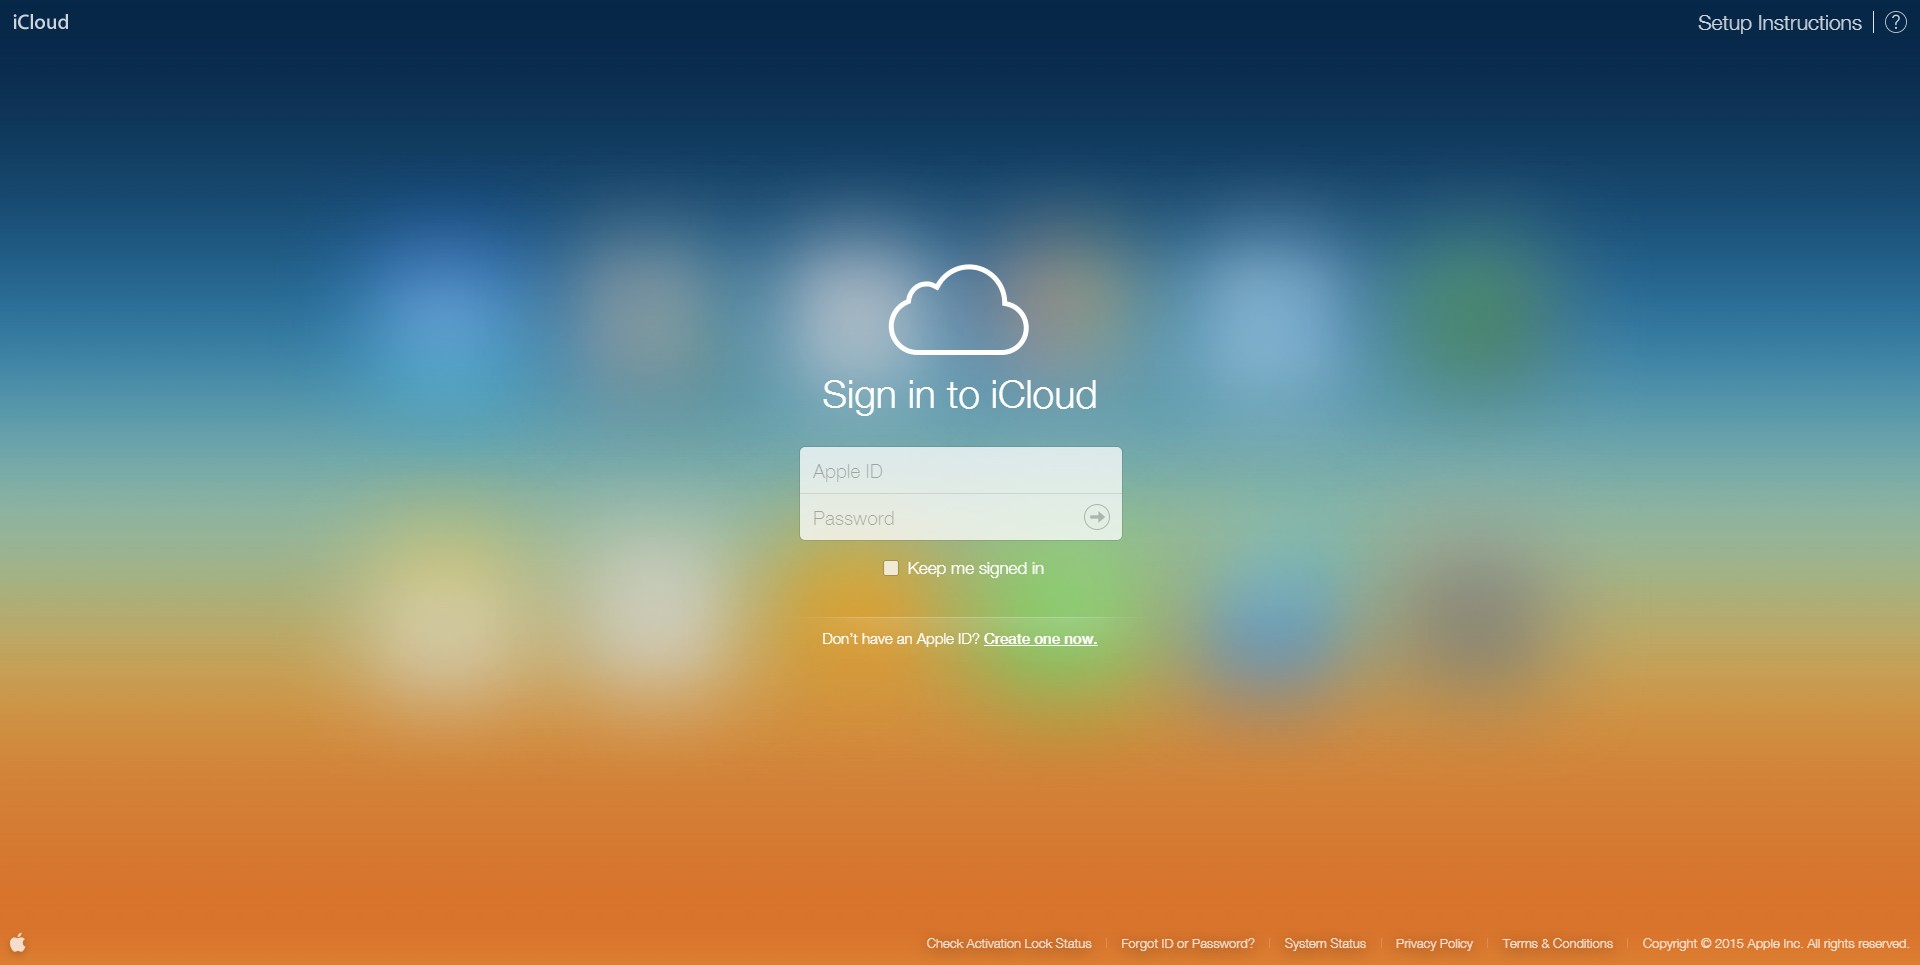 iCloud
Setup Instructions
?
Sign in to iCloud
Apple ID
Password
Keep me signed in
Don't have an Apple ID? Create one now.
Check Activation Lock Status
Forgot ID or Password?
System Status
Privacy Policy
Terms & Conditions
Copyright © 2015 Apple Inc. All rights reserved.